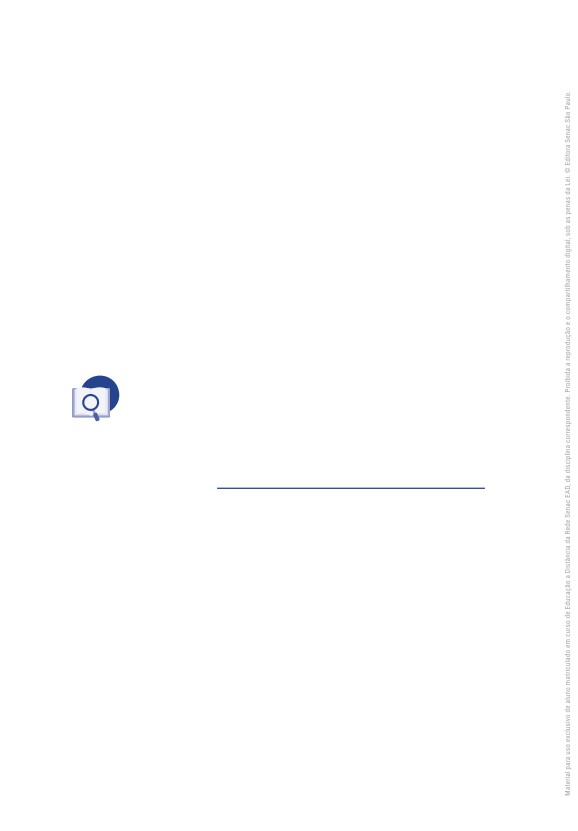 Material para uso exclusivo de aluno matriculado em curso de Educação a Distância da Rede Senac EAD, da disciplina correspondente. Proibida a reprodução e o compartilhamento digital, sob as penas da Lei. © Editora Senac São Paulo.